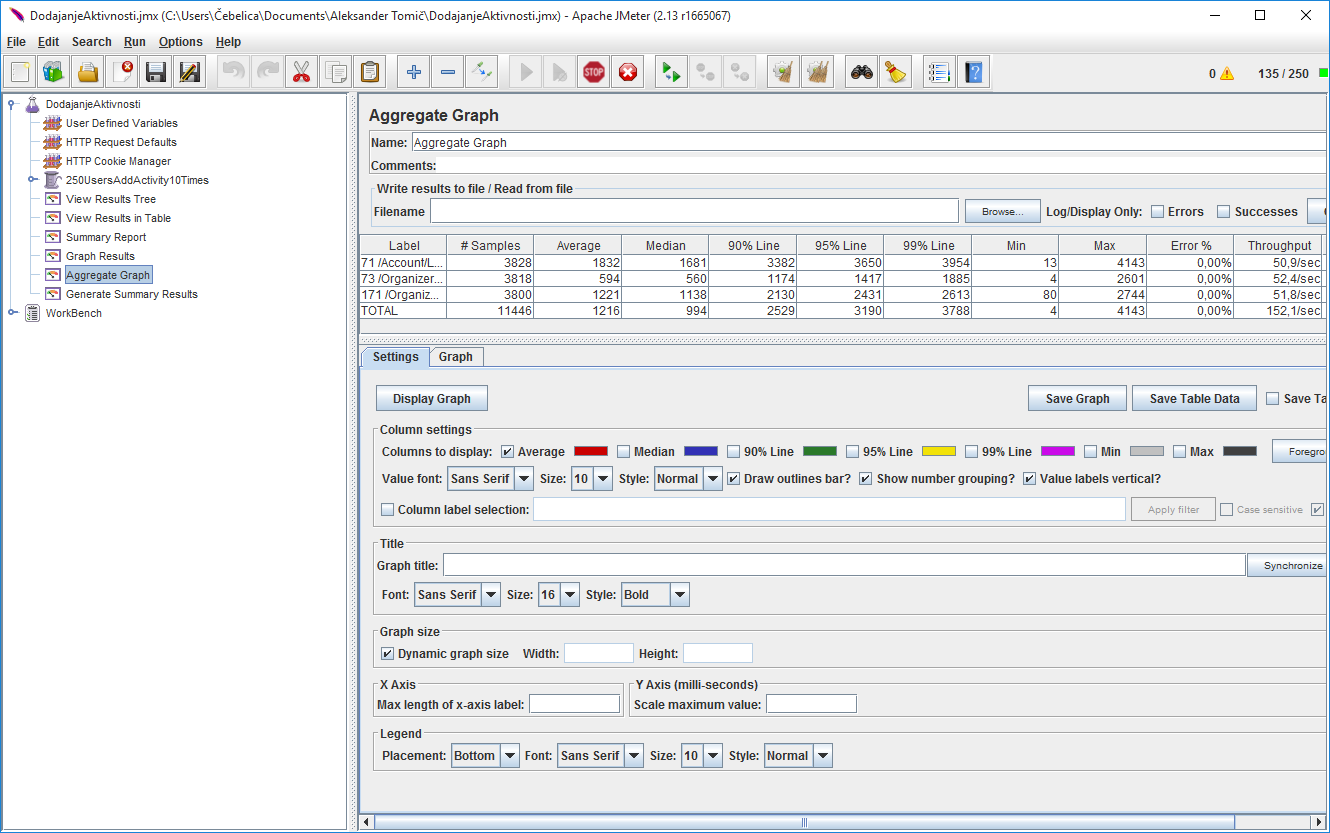 DodajanjeAktivnosti.jmx (C:\Users\Čebelica\Documents\Aleksander Tomič\DodajanjeAktivnosti.jmx) - Apache JMeter (2.13 r1665067)
File Edit Search Run Options Help
STOP 0 135 / 250
DodajanjeAktivnosti
User Defined Variables
HTTP Request Defaults
HTTP Cookie Manager
250UsersAddActivity10Times
View Results Tree
View Results in Table
Summary Report
Graph Results
Aggregate Graph
Generate Summary Results
WorkBench
Aggregate Graph
Name: Aggregate Graph
Comments:
Write results to file / Read from file
Filename Browse... Log/Display Only: Errors Successes
Label # Samples Average Median 90% Line 95% Line 99% Line Min Max Error % Throughput
71 /Account/L... 3828 1832 1681 3382 3650 3954 13 4143 0,00% 50,9/sec
73 /Organizer... 3818 594 560 1174 1417 1885 4 2601 0,00% 52,4/sec
171 /Organiz... 3800 1221 1138 2130 2431 2613 80 2744 0,00% 51,8/sec
TOTAL 11446 1216 994 2529 3190 3788 4 4143 0,00% 152,1/sec
Settings Graph
Display Graph Save Graph Save Table Data Save Ta
Column settings
Columns to display: Average Median 90% Line 95% Line 99% Line Min Max Foregro
Value font: Sans Serif Size: 10 Style: Normal Draw outlines bar? Show number grouping? Value labels vertical?
Column label selection: Apply filter Case sensitive
Title
Graph title: Synchronize
Font: Sans Serif Size: 16 Style: Bold
Graph size
Dynamic graph size Width: Height:
X Axis Y Axis (milli-seconds)
Max length of x-axis label: Scale maximum value:
Legend
Placement: Bottom Font: Sans Serif Size: 10 Style: Normal